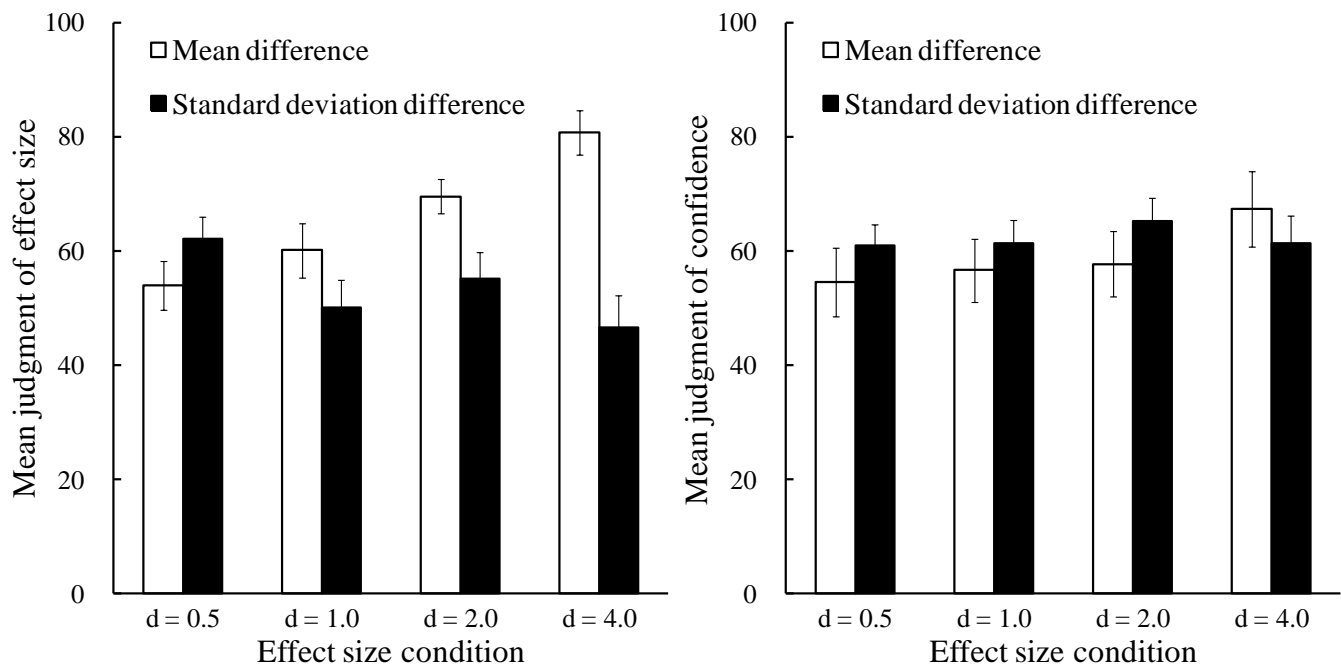 100
80
60
40
20
0
Mean judgment of effect size
Mean difference
Standard deviation difference
d = 0.5
d = 1.0
d = 2.0
d = 4.0
Effect size condition
100
80
60
40
20
0
Mean judgment of confidence
Mean difference
Standard deviation difference
d = 0.5
d = 1.0
d = 2.0
d = 4.0
Effect size condition